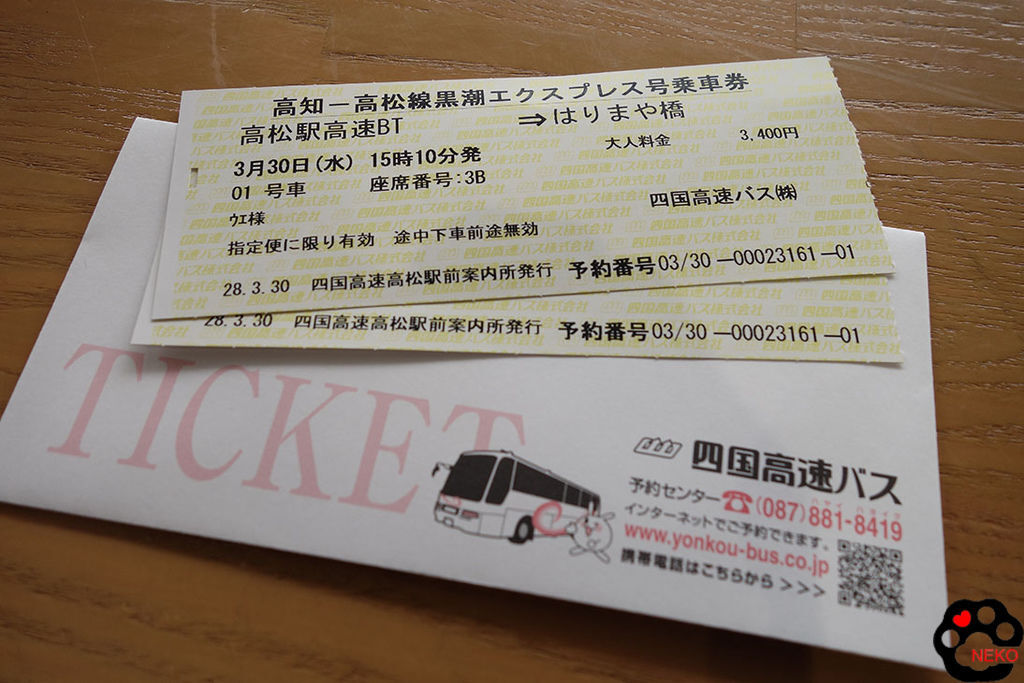 高知－高松線黒潮エクスプレス号乗車券
高松駅高速BT ⇒はりまや橋
大人料金 3,400円
3月30日(水) 15時10分発
01 号車 座席番号:3B
四国高速バス㈱
ｳｴ様
指定便に限り有効 途中下車前途無効
28.3.30 四国高速高松駅前案内所発行 予約番号03/30－00023161－01
28.3.30 四国高速高松駅前案内所発行 予約番号03/30－00023161－01
TICKET
四国高速バス
予約センター☎(087)881-8419
インターネットでご予約できます。
www.yonkou-bus.co.jp
携帯電話はこちらから >>>
NEKO